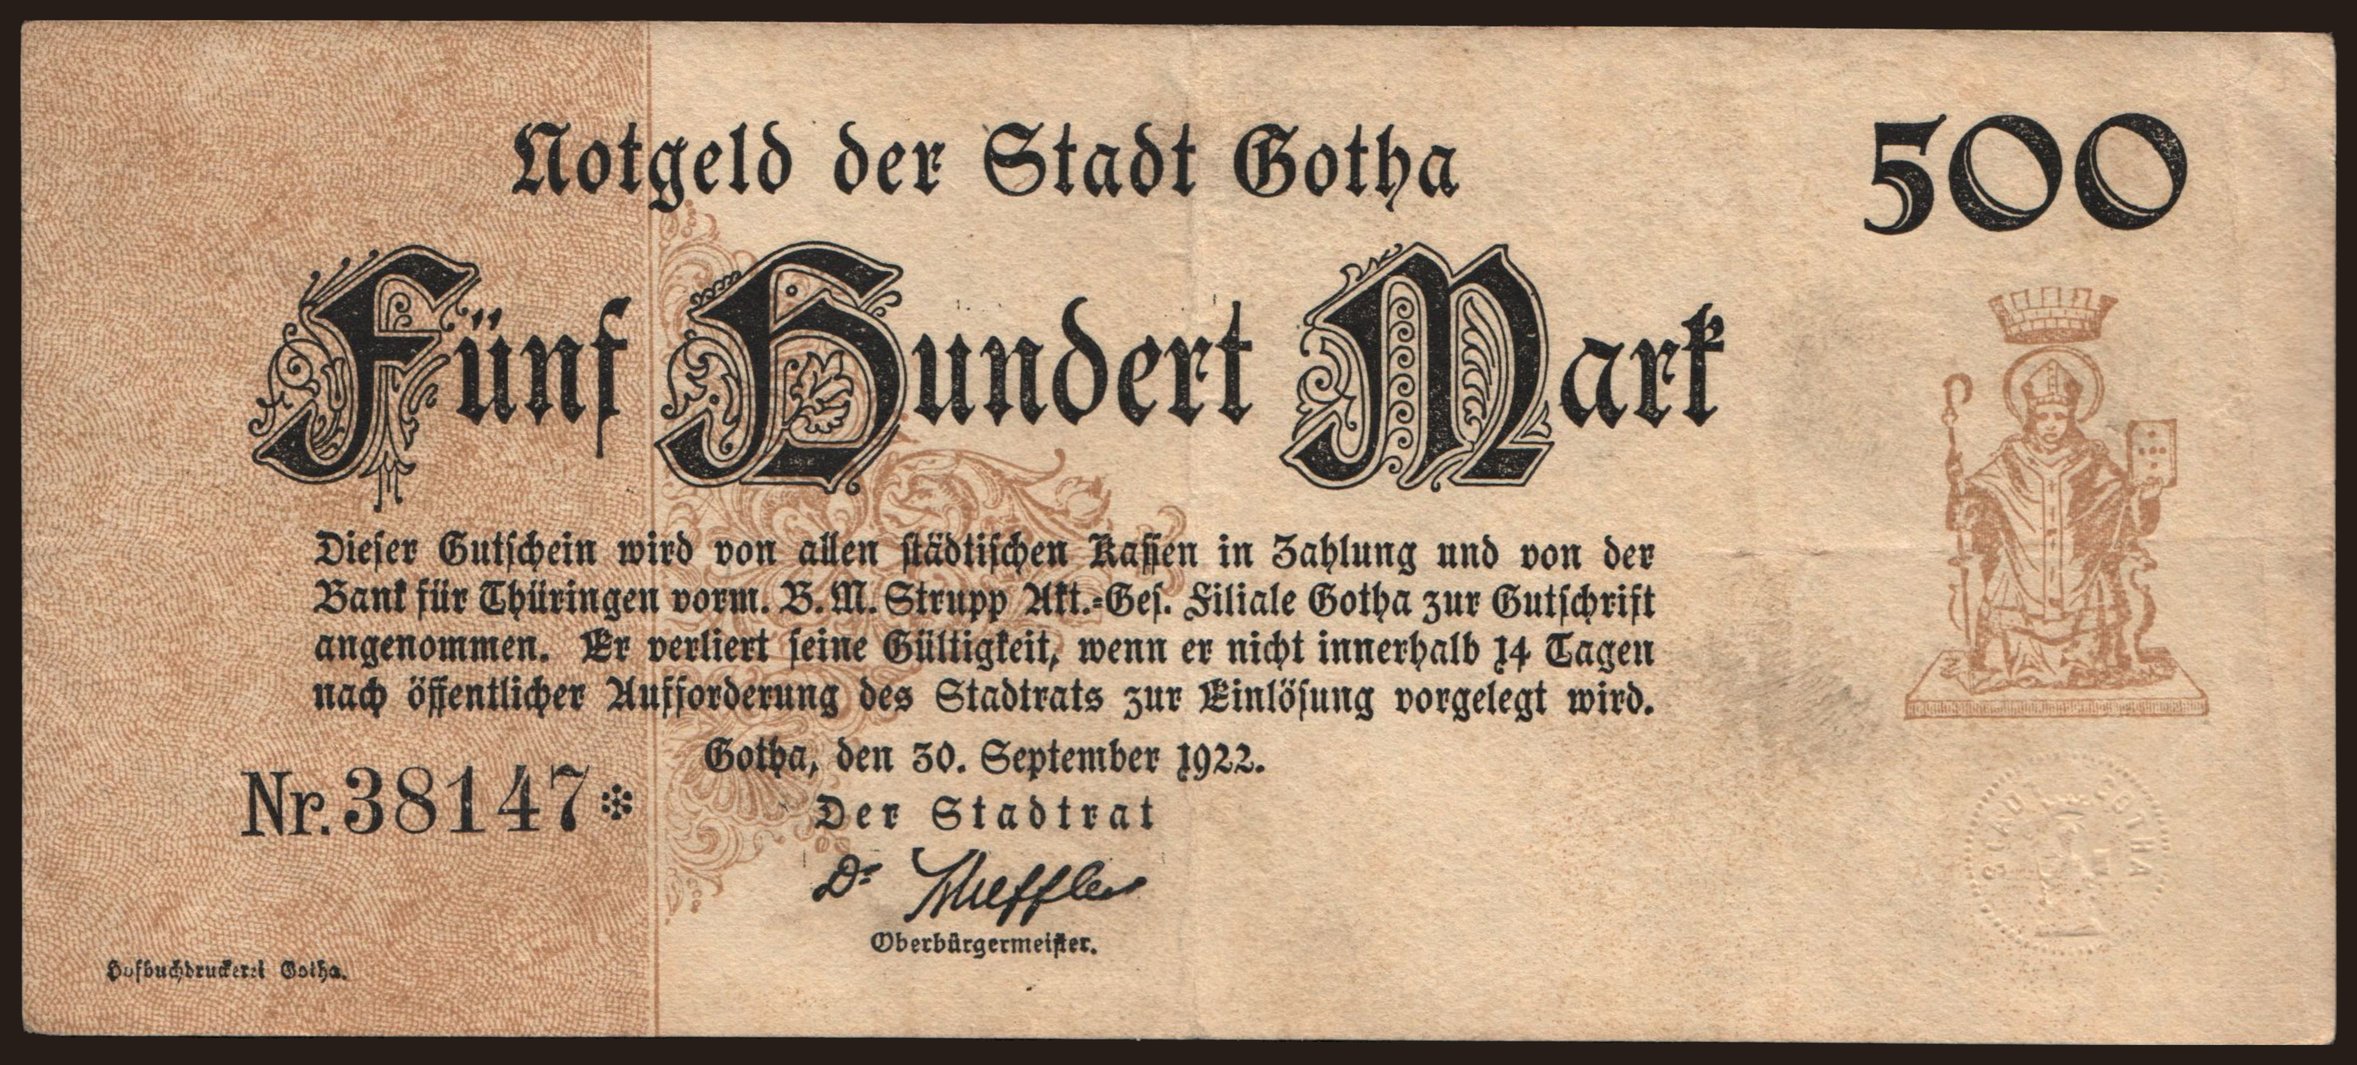 Notgeld der Stadt Gotha
500
Fünf Hundert Mark
Dieser Gutschein wird von allen städtischen Kassen in Zahlung und von der
Bank für Thüringen vorm. B. M. Strupp Akt.-Ges. Filiale Gotha zur Gutschrift
angenommen. Er verliert seine Gültigkeit, wenn er nicht innerhalb 14 Tagen
nach öffentlicher Aufforderung des Stadtrats zur Einlösung vorgelegt wird.
Gotha, den 30. September 1922.
Nr. 38147*
Der Stadtrat
Dr
Oberbürgermeister.
Hofbuchdruckerei Gotha.
STADT GOTHA